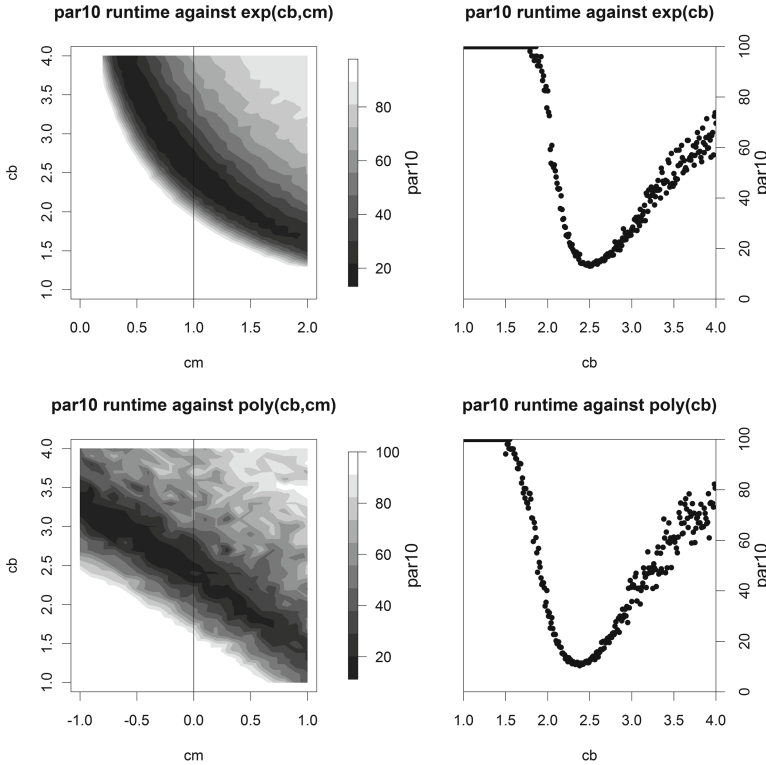 par10 runtime against exp(cb,cm)
4.0
3.5
3.0
2.5
2.0
1.5
1.0
cb
0.0 0.5 1.0 1.5 2.0
cm
80
60
40
20
par10
par10 runtime against exp(cb)
100
80
60
40
20
0
par10
1.0 1.5 2.0 2.5 3.0 3.5 4.0
cb
par10 runtime against poly(cb,cm)
4.0
3.5
3.0
2.5
2.0
1.5
1.0
cb
-1.0 -0.5 0.0 0.5 1.0
cm
100
80
60
40
20
par10
par10 runtime against poly(cb)
100
80
60
40
20
0
par10
1.0 1.5 2.0 2.5 3.0 3.5 4.0
cb